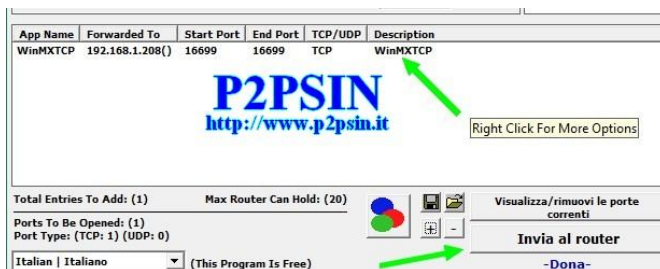 App Name Forwarded To Start Port End Port TCP/UDP Description
WinMXTCP 192.168.1.208() 16699 16699 TCP WinMXTCP
P2PSIN
http://www.p2psin.it
Right Click For More Options
Total Entries To Add: (1) Max Router Can Hold: (20)
Visualizza/rimuovi le porte
correnti
Ports To Be Opened: (1)
Port Type: (TCP: 1) (UDP: 0)
+ -
Invia al router
Italian | Italiano (This Program Is Free)
-Dona-